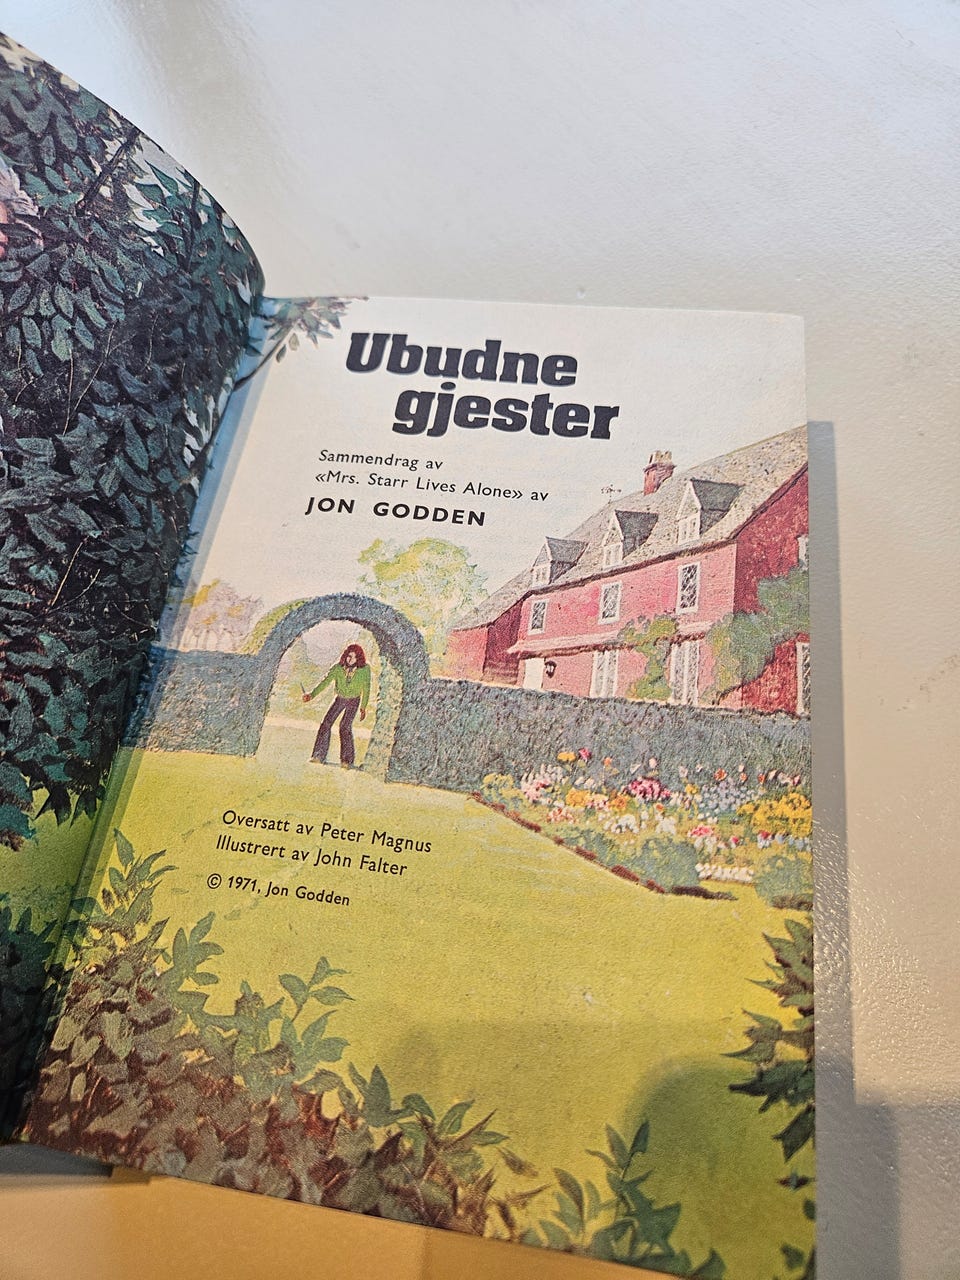 Ubudne
gjester
Sammendrag av
«Mrs. Starr Lives Alone» av
JON GODDEN
Oversatt av Peter Magnus
Illustrert av John Falter
© 1971, Jon Godden